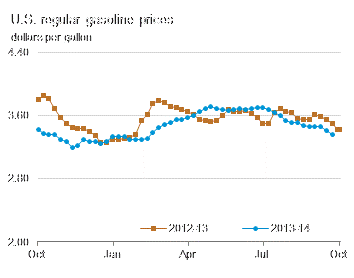 U.S. regular gasoline prices
dollars per gallon
4.40
3.60
2.80
2.00
Oct Jan Apr Jul Oct
2012-13 2013-14